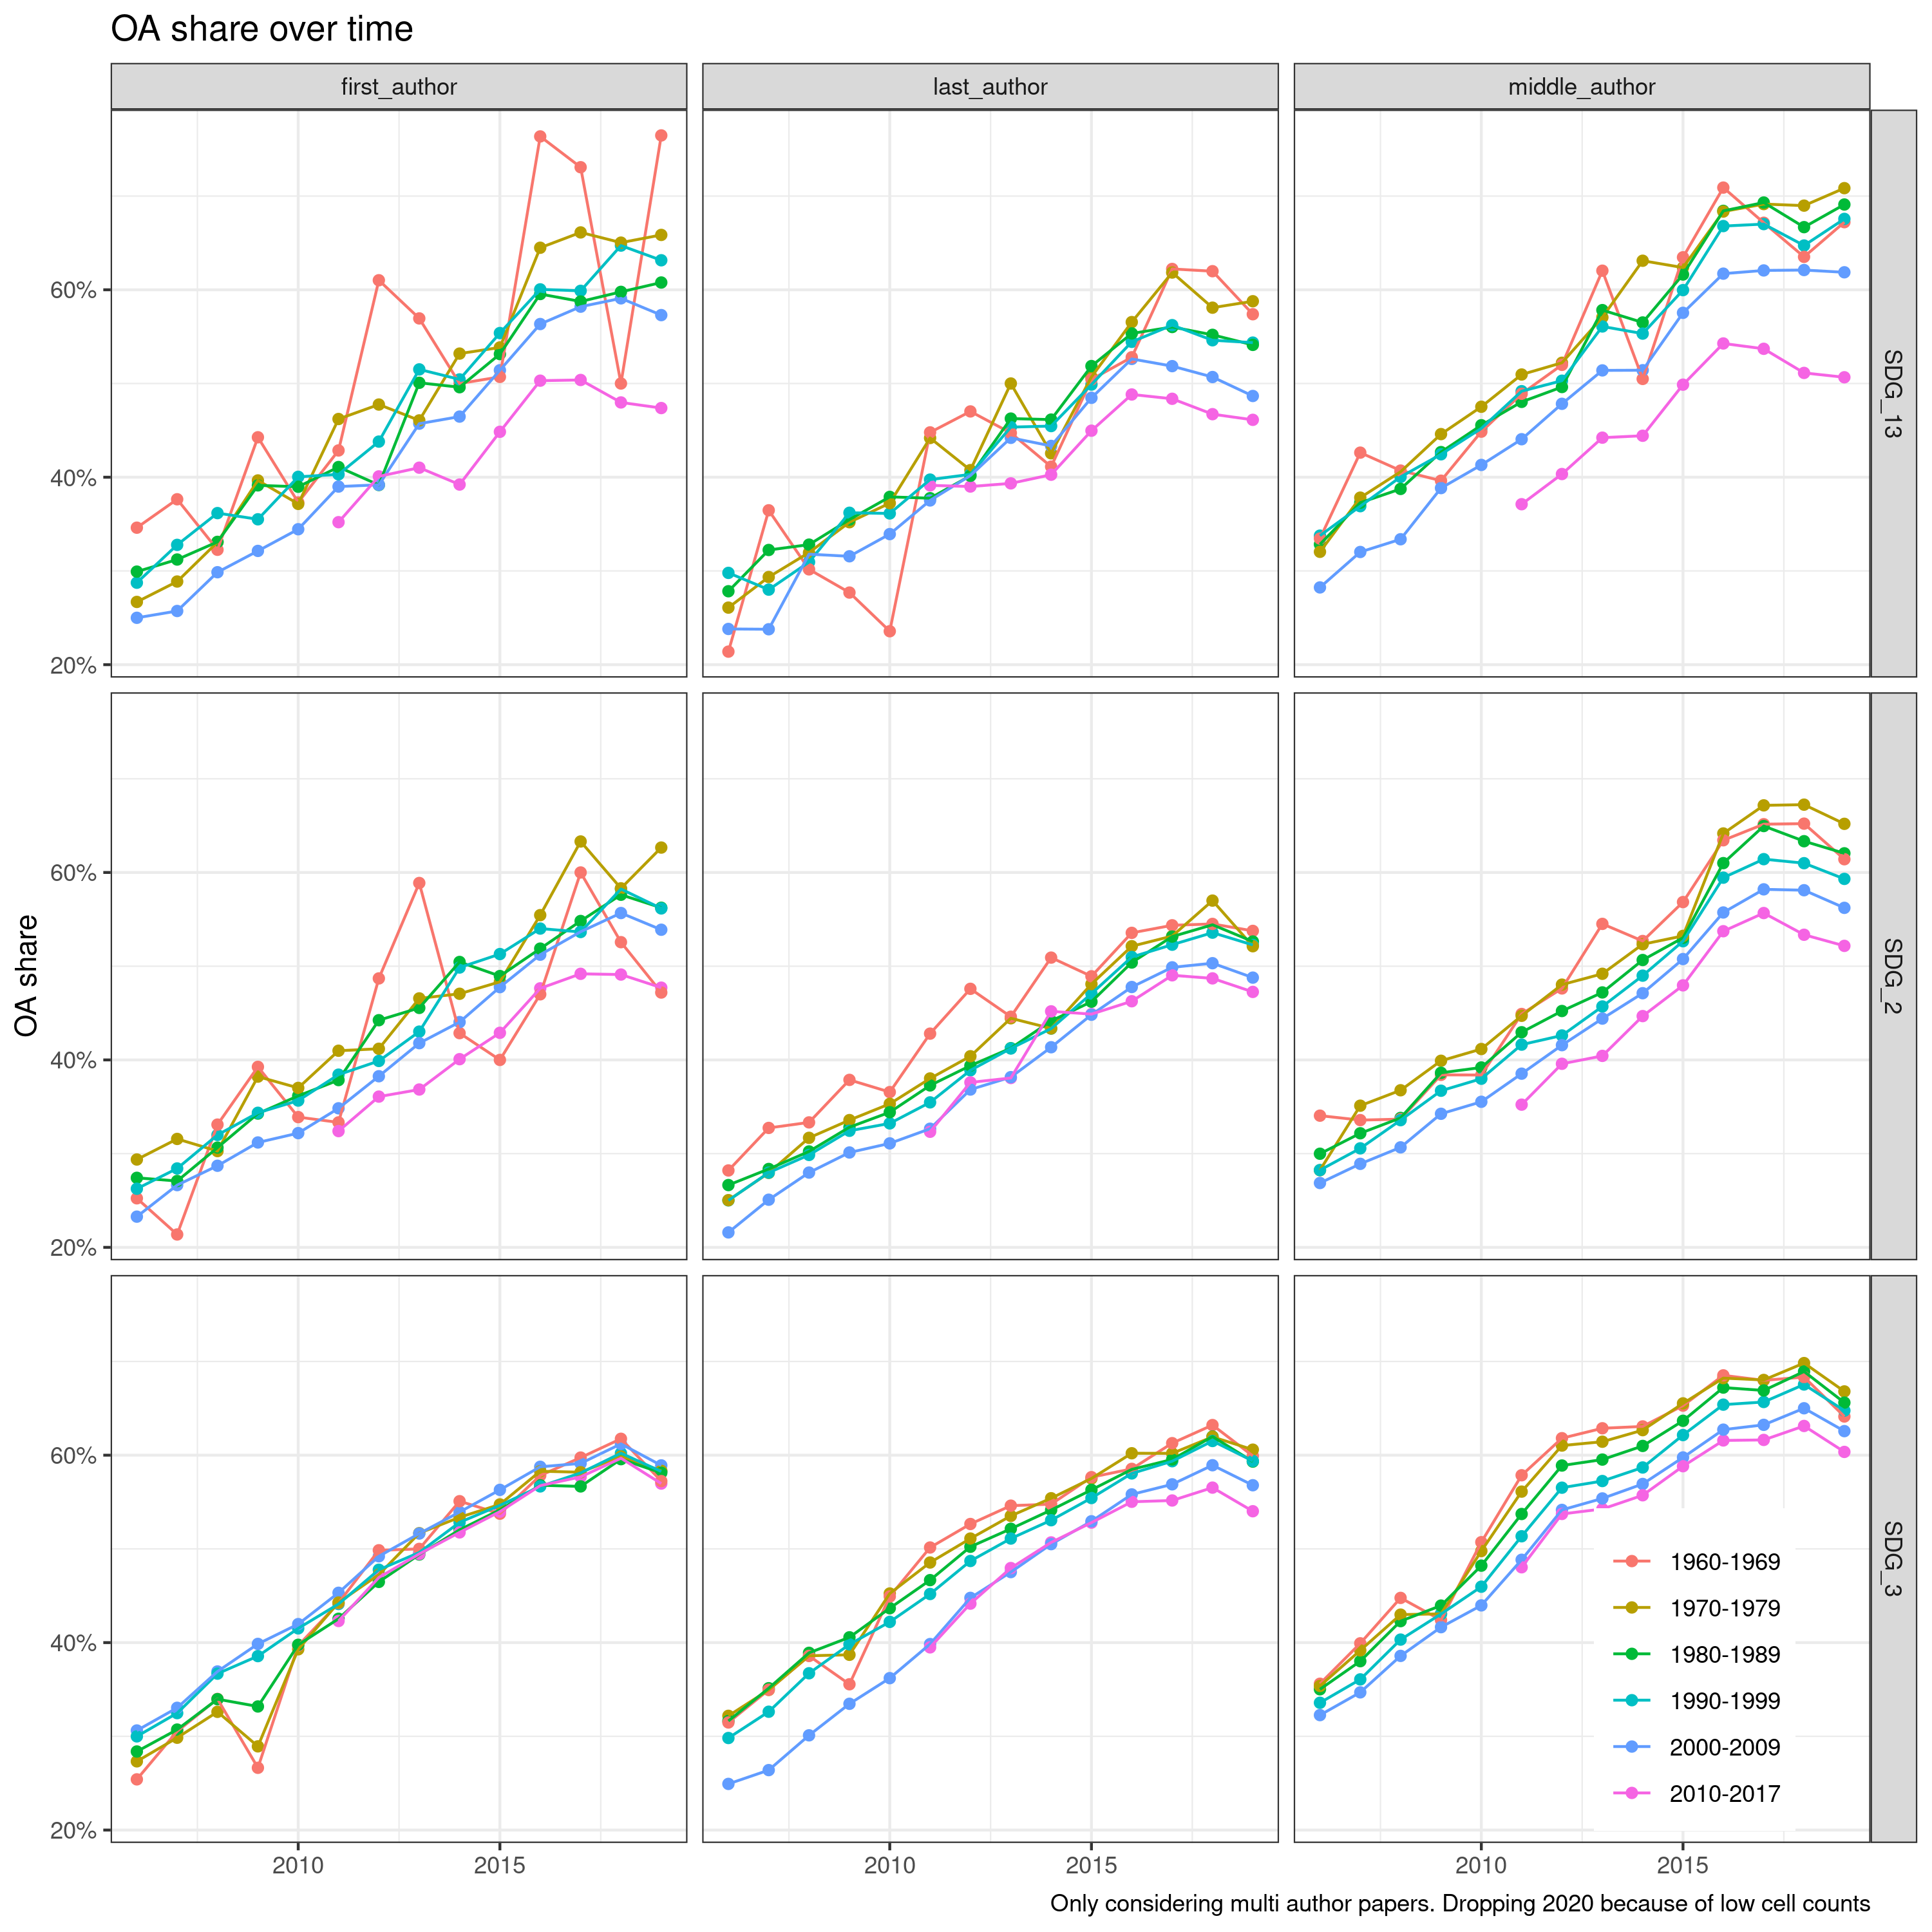 OA share over time
first_author
last_author
middle_author
60%
40%
20%
SDG_13
60%
40%
20%
SDG_2
OA share
60%
40%
20%
SDG_3
1960-1969
1970-1979
1980-1989
1990-1999
2000-2009
2010-2017
2010
2015
2010
2015
2010
2015
Only considering multi author papers. Dropping 2020 because of low cell counts